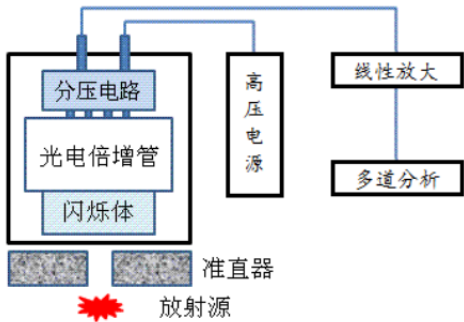 分压电路
光电倍增管
闪烁体
高压电源
线性放大
多道分析
准直器
放射源